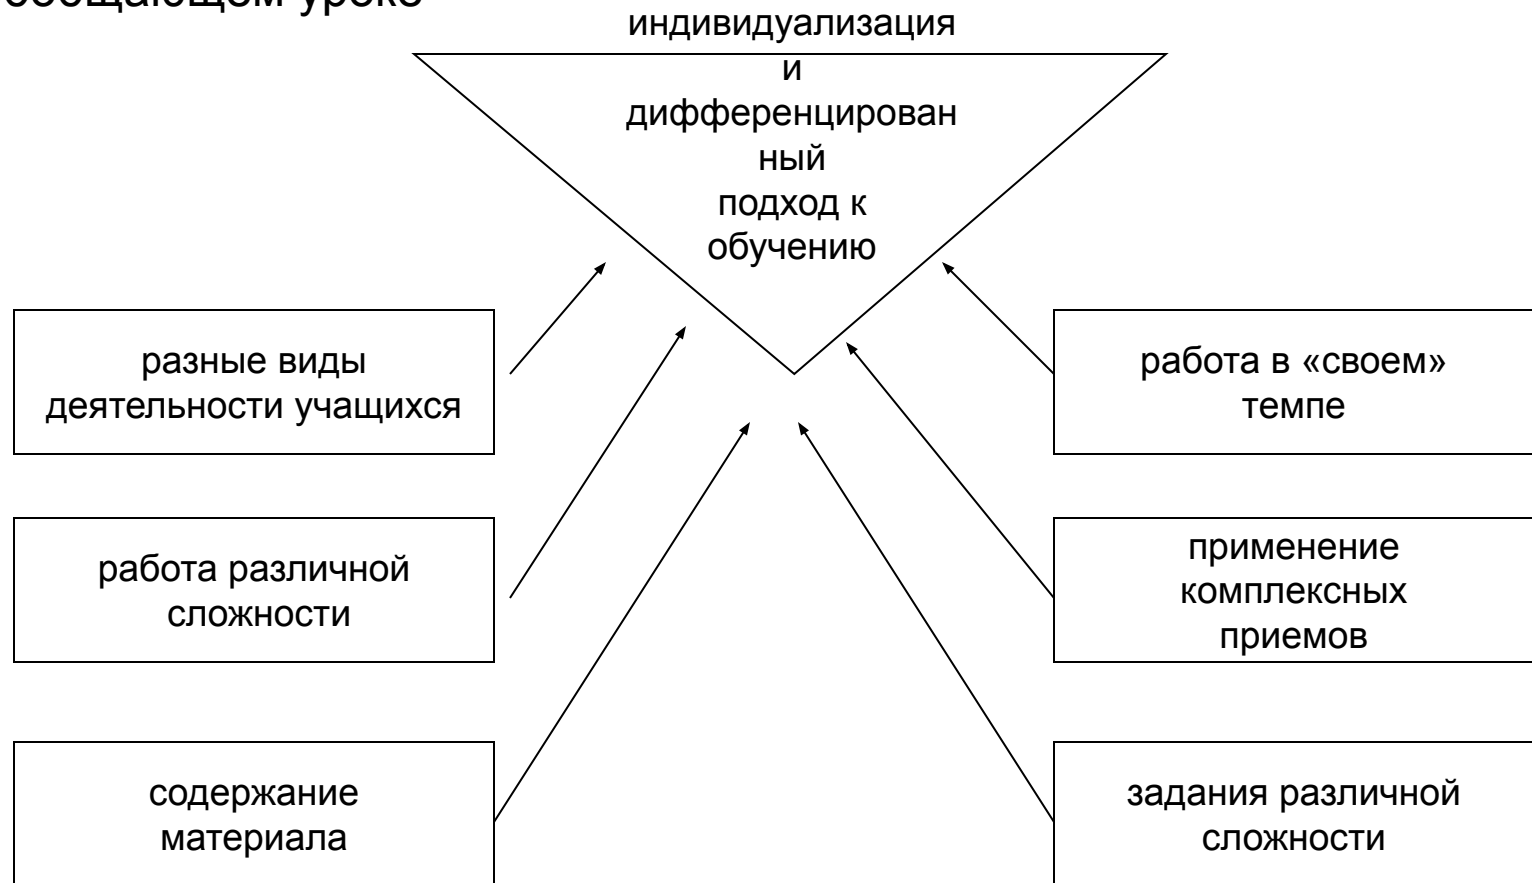 уроке
индивидуализация
и
дифференцирован
ный
подход к
обучению
разные виды
деятельности учащихся
работа в «своем»
темпе
работа различной
сложности
применение
комплексных
приемов
содержание
материала
задания различной
сложности